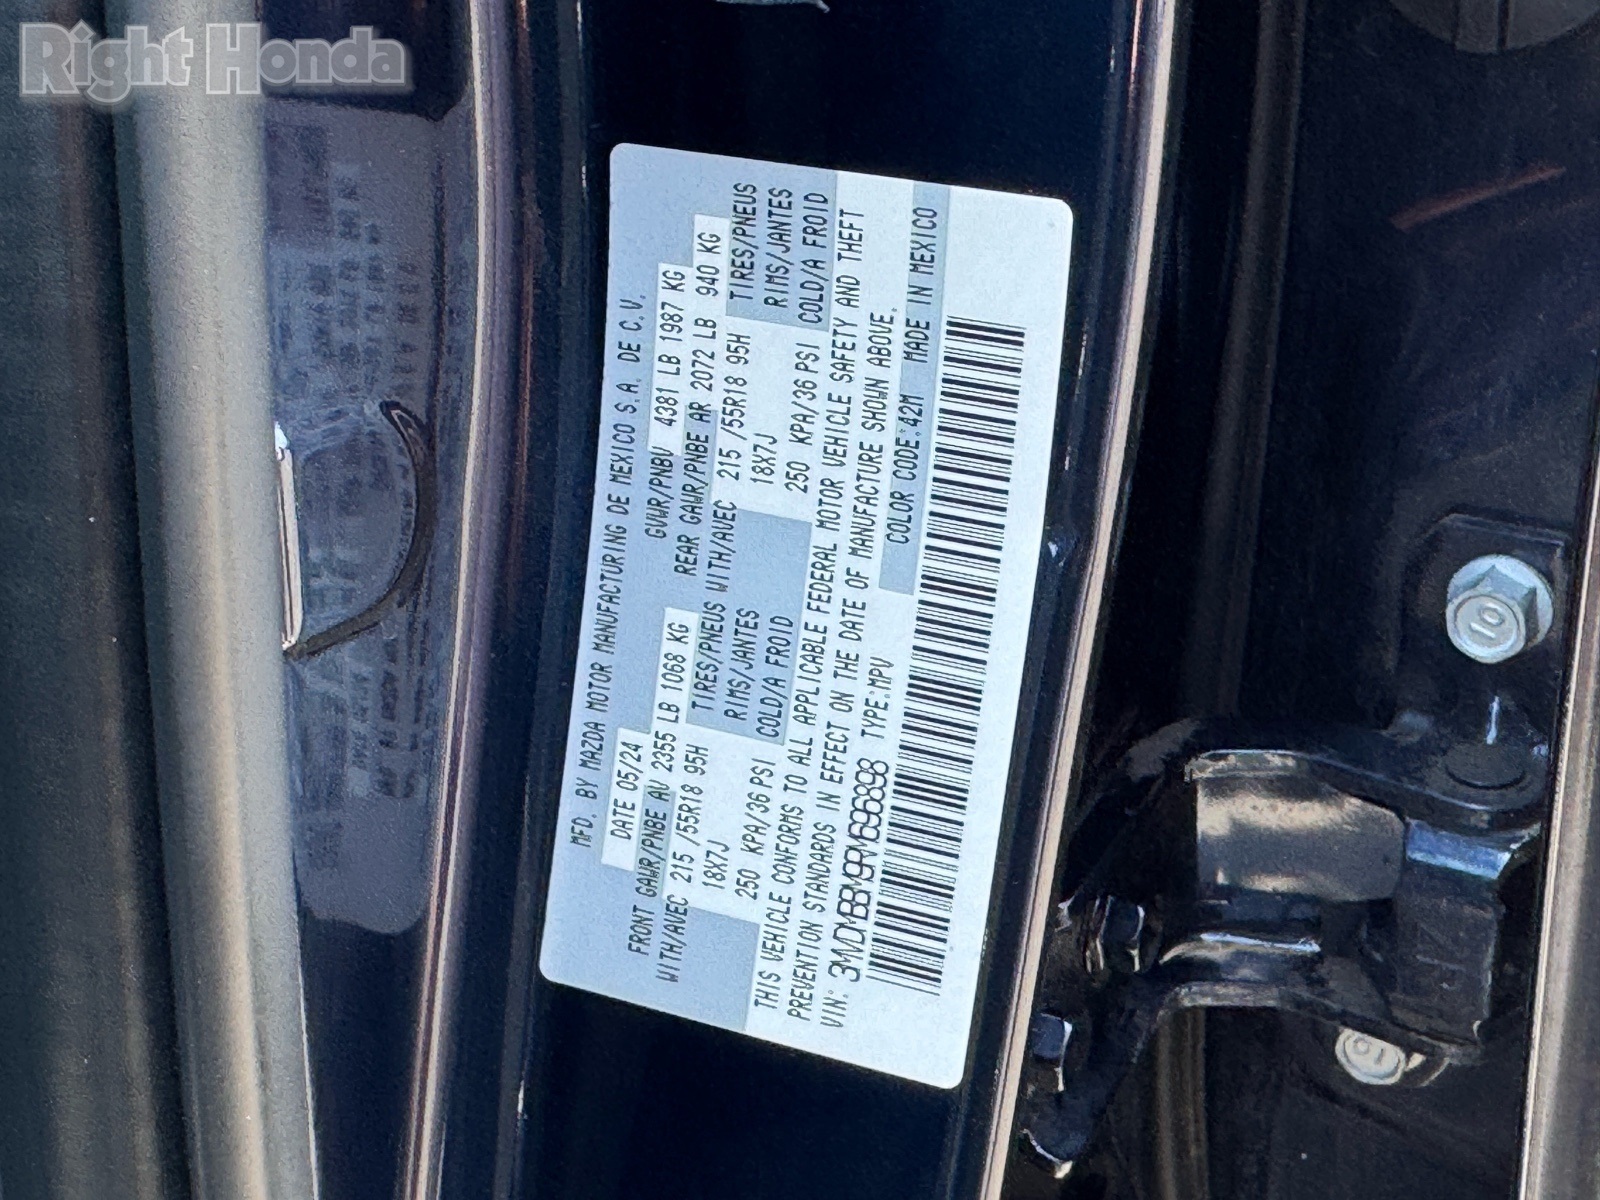 Right Honda
MFD. BY MAZDA MOTOR MANUFACTURING DE MEXICO S.A. DE C.V.
DATE 05/24 GVWR/PNBV 4381 LB 1987 KG
FRONT GAWR/PNBE AV 2355 LB 1068 KG REAR GAWR/PNBE AR 2072 LB 940 KG
WITH/AVEC 215 /55R18 95H TIRES/PNEUS WITH/AVEC 215 /55R18 95H TIRES/PNEUS
18X7J RIMS/JANTES 18X7J RIMS/JANTES
250 KPA/36 PSI COLD/A FROID 250 KPA/36 PSI COLD/A FROID
THIS VEHICLE CONFORMS TO ALL APPLICABLE FEDERAL MOTOR VEHICLE SAFETY AND THEFT
PREVENTION STANDARDS IN EFFECT ON THE DATE OF MANUFACTURE SHOWN ABOVE.
VIN: 3MVDMBBM9RM696898 TYPE:MPV COLOR CODE:42M MADE IN MEXICO
10
10